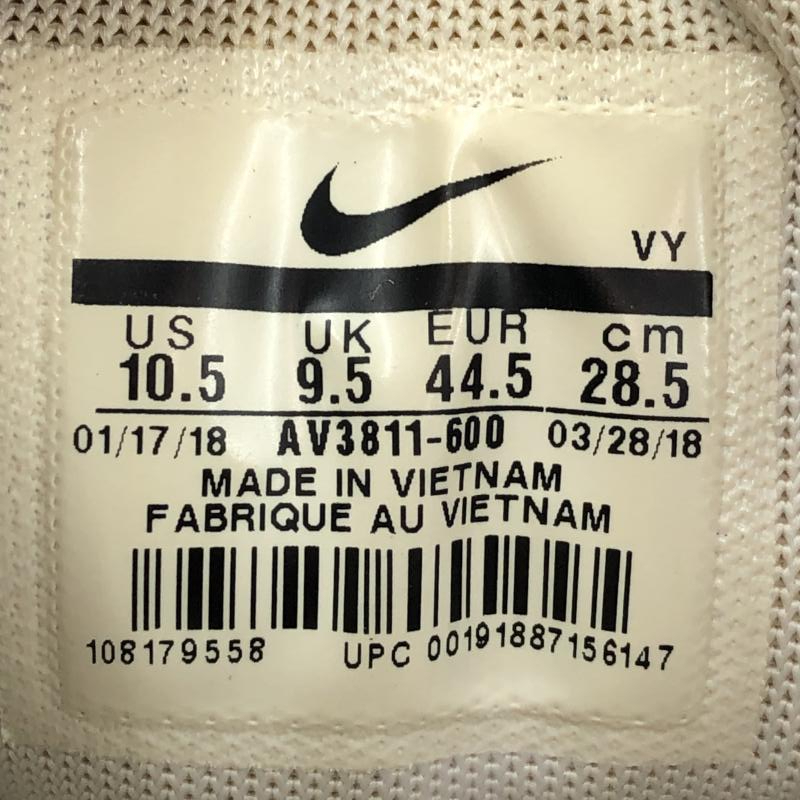 VY
US UK EUR cm
10.5 9.5 44.5 28.5
01/17/18 AV3811-600 03/28/18
MADE IN VIETNAM
FABRIQUE AU VIETNAM
108179558 UPC 00191887156147